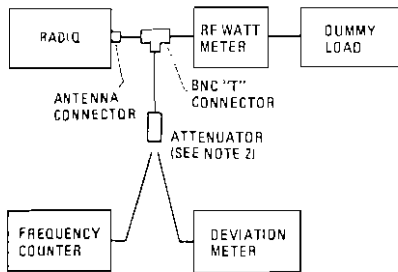 RADIO
RF WATT
METER
DUMMY
LOAD
ANTENNA
CONNECTOR
BNC "T"
CONNECTOR
ATTENUATOR
(SEE NOTE 2)
FREQUENCY
COUNTER
DEVIATION
METER